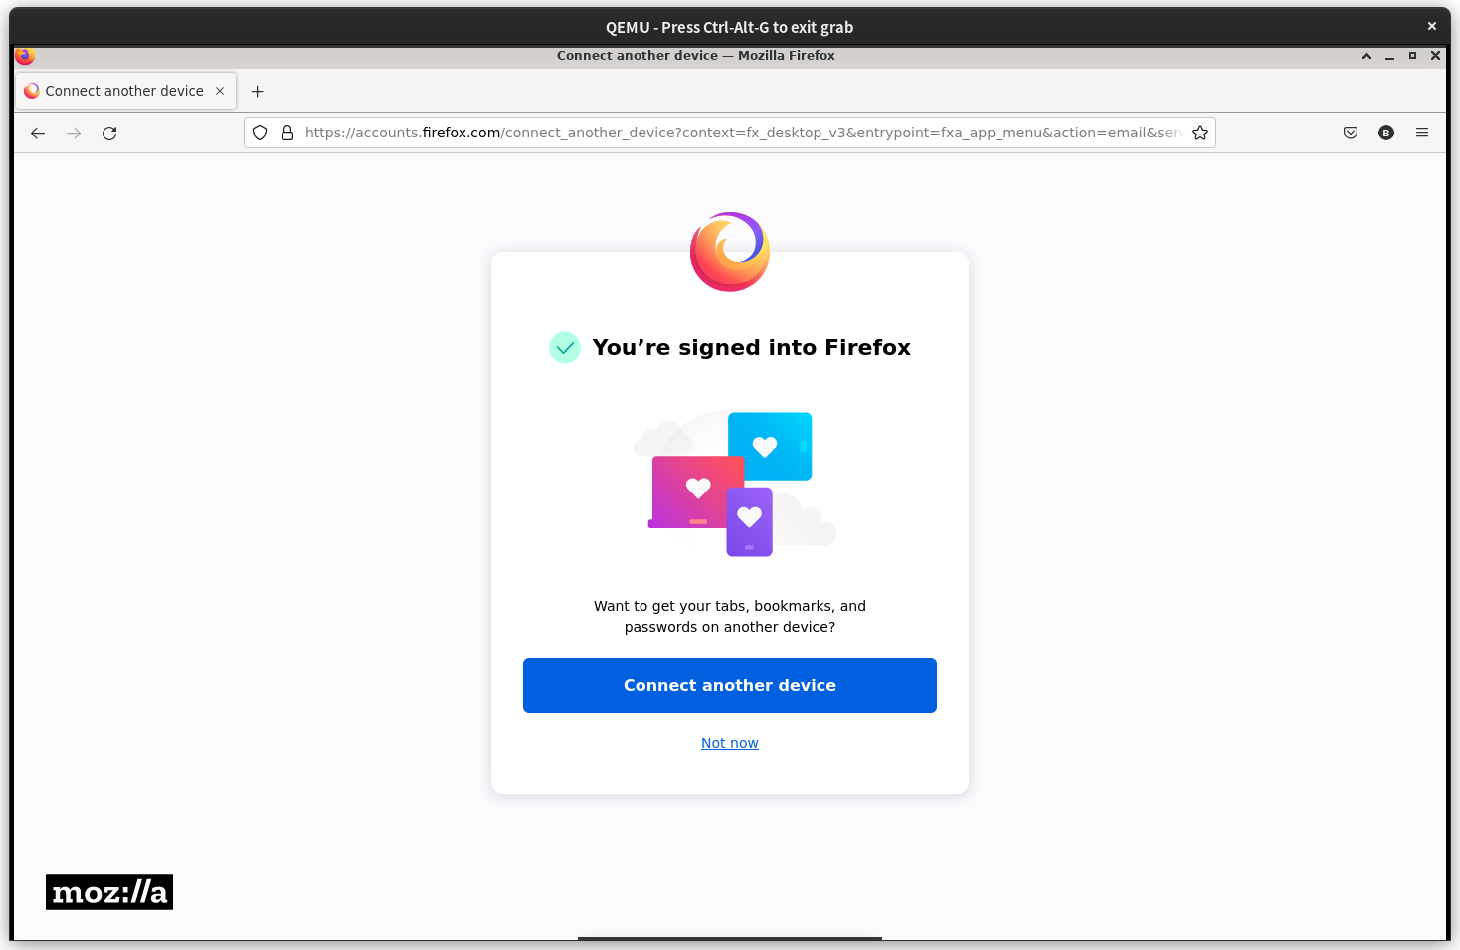 QEMU - Press Ctrl-Alt-G to exit grab
Connect another device — Mozilla Firefox
Connect another device
https://accounts.firefox.com/connect_another_device?context=fx_desktop_v3&entrypoint=fxa_app_menu&action=email&serv
B
You’re signed into Firefox
Want to get your tabs, bookmarks, and
passwords on another device?
Connect another device
Not now
moz://a